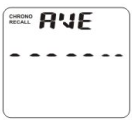 CHRONO
RECALL
AVE
- - - - - - -